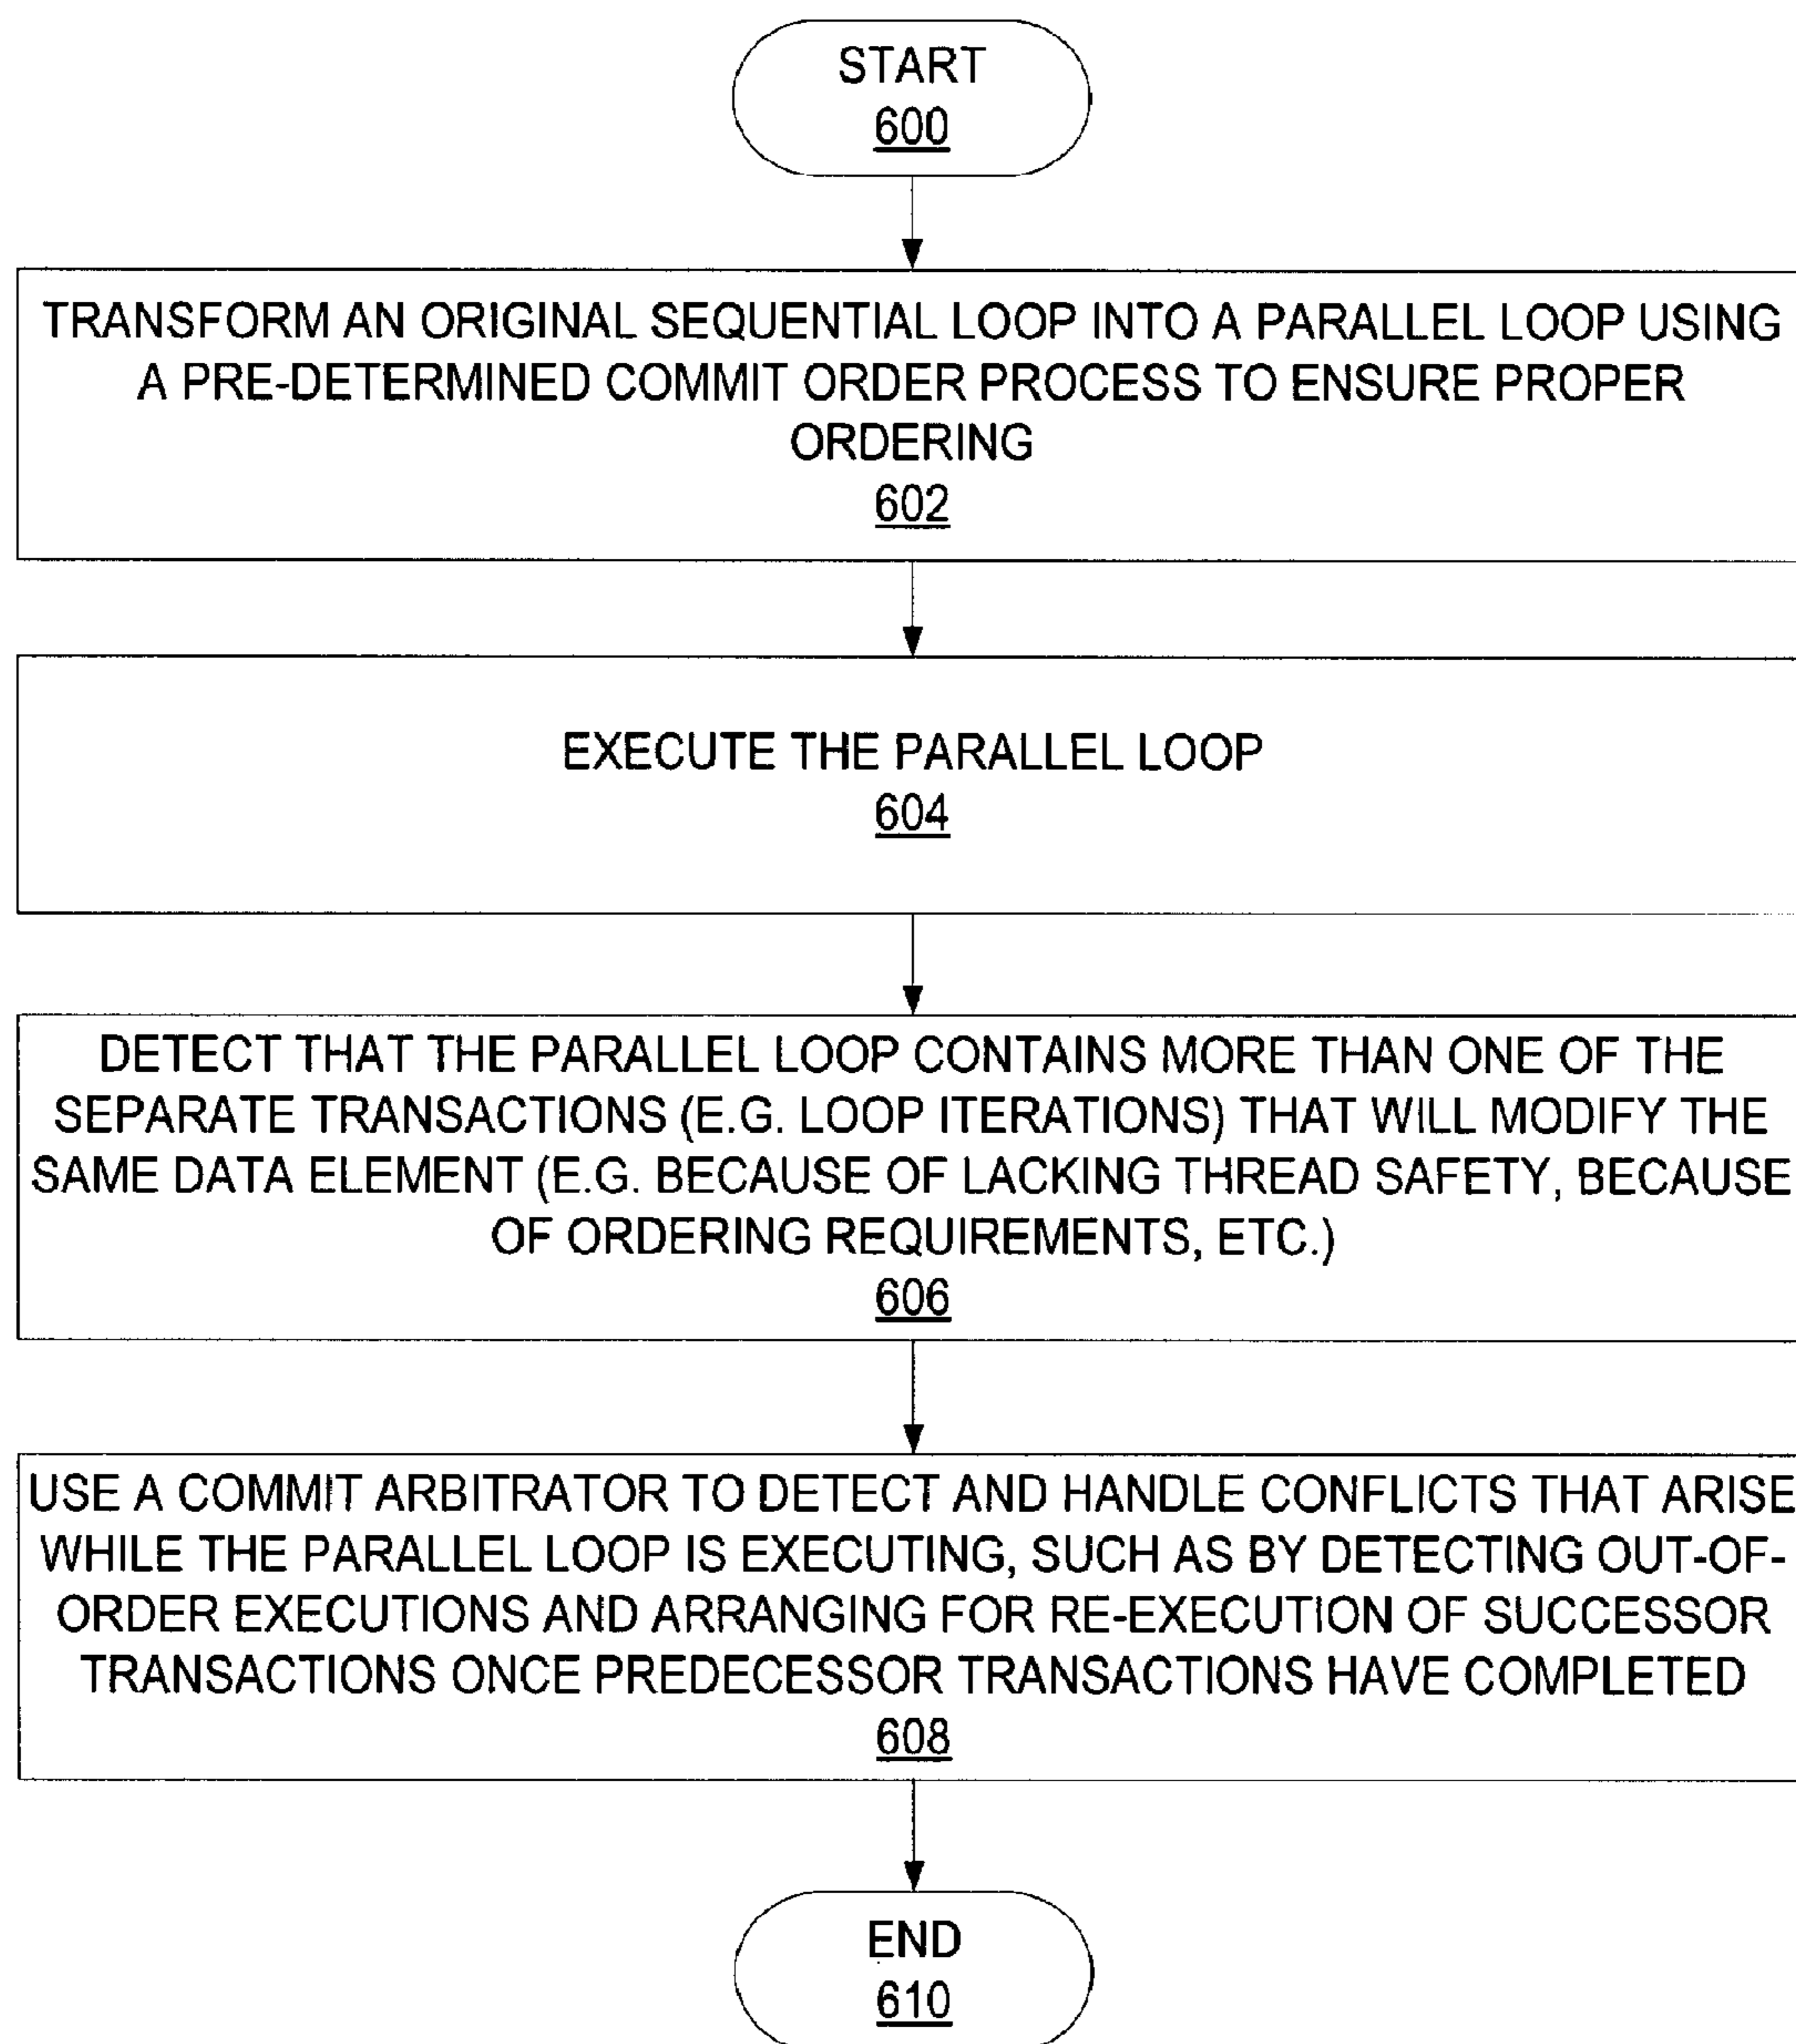 START
600
TRANSFORM AN ORIGINAL SEQUENTIAL LOOP INTO A PARALLEL LOOP USING
A PRE-DETERMINED COMMIT ORDER PROCESS TO ENSURE PROPER
ORDERING
602
EXECUTE THE PARALLEL LOOP
604
DETECT THAT THE PARALLEL LOOP CONTAINS MORE THAN ONE OF THE
SEPARATE TRANSACTIONS (E.G. LOOP ITERATIONS) THAT WILL MODIFY THE
SAME DATA ELEMENT (E.G. BECAUSE OF LACKING THREAD SAFETY, BECAUSE
OF ORDERING REQUIREMENTS, ETC.)
606
USE A COMMIT ARBITRATOR TO DETECT AND HANDLE CONFLICTS THAT ARISE
WHILE THE PARALLEL LOOP IS EXECUTING, SUCH AS BY DETECTING OUT-OF-
ORDER EXECUTIONS AND ARRANGING FOR RE-EXECUTION OF SUCCESSOR
TRANSACTIONS ONCE PREDECESSOR TRANSACTIONS HAVE COMPLETED
608
END
610